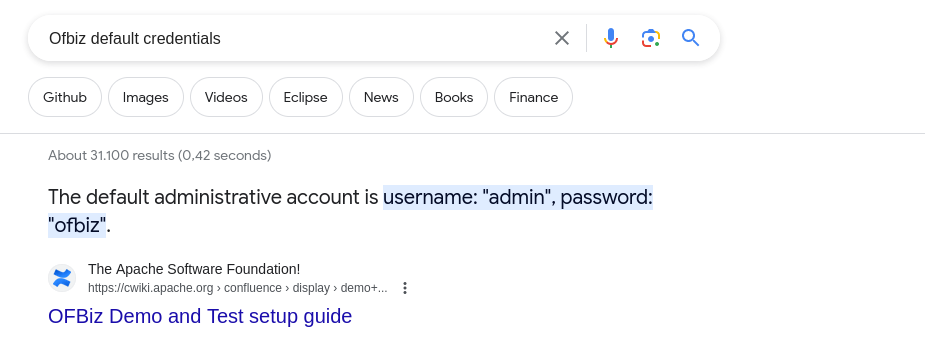 Ofbiz default credentials
Github Images Videos Eclipse News Books Finance
About 31.100 results (0,42 seconds)
The default administrative account is username: "admin", password:
"ofbiz".
The Apache Software Foundation!
https://cwiki.apache.org › confluence › display › demo+...
OFBiz Demo and Test setup guide